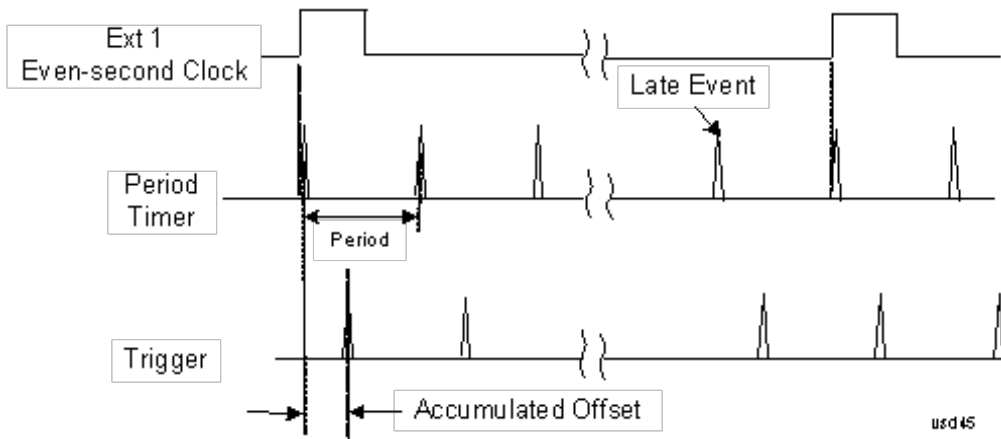 Ext 1
Even-second Clock
Late Event
Period
Timer
Period
Trigger
Accumulated Offset
usd45